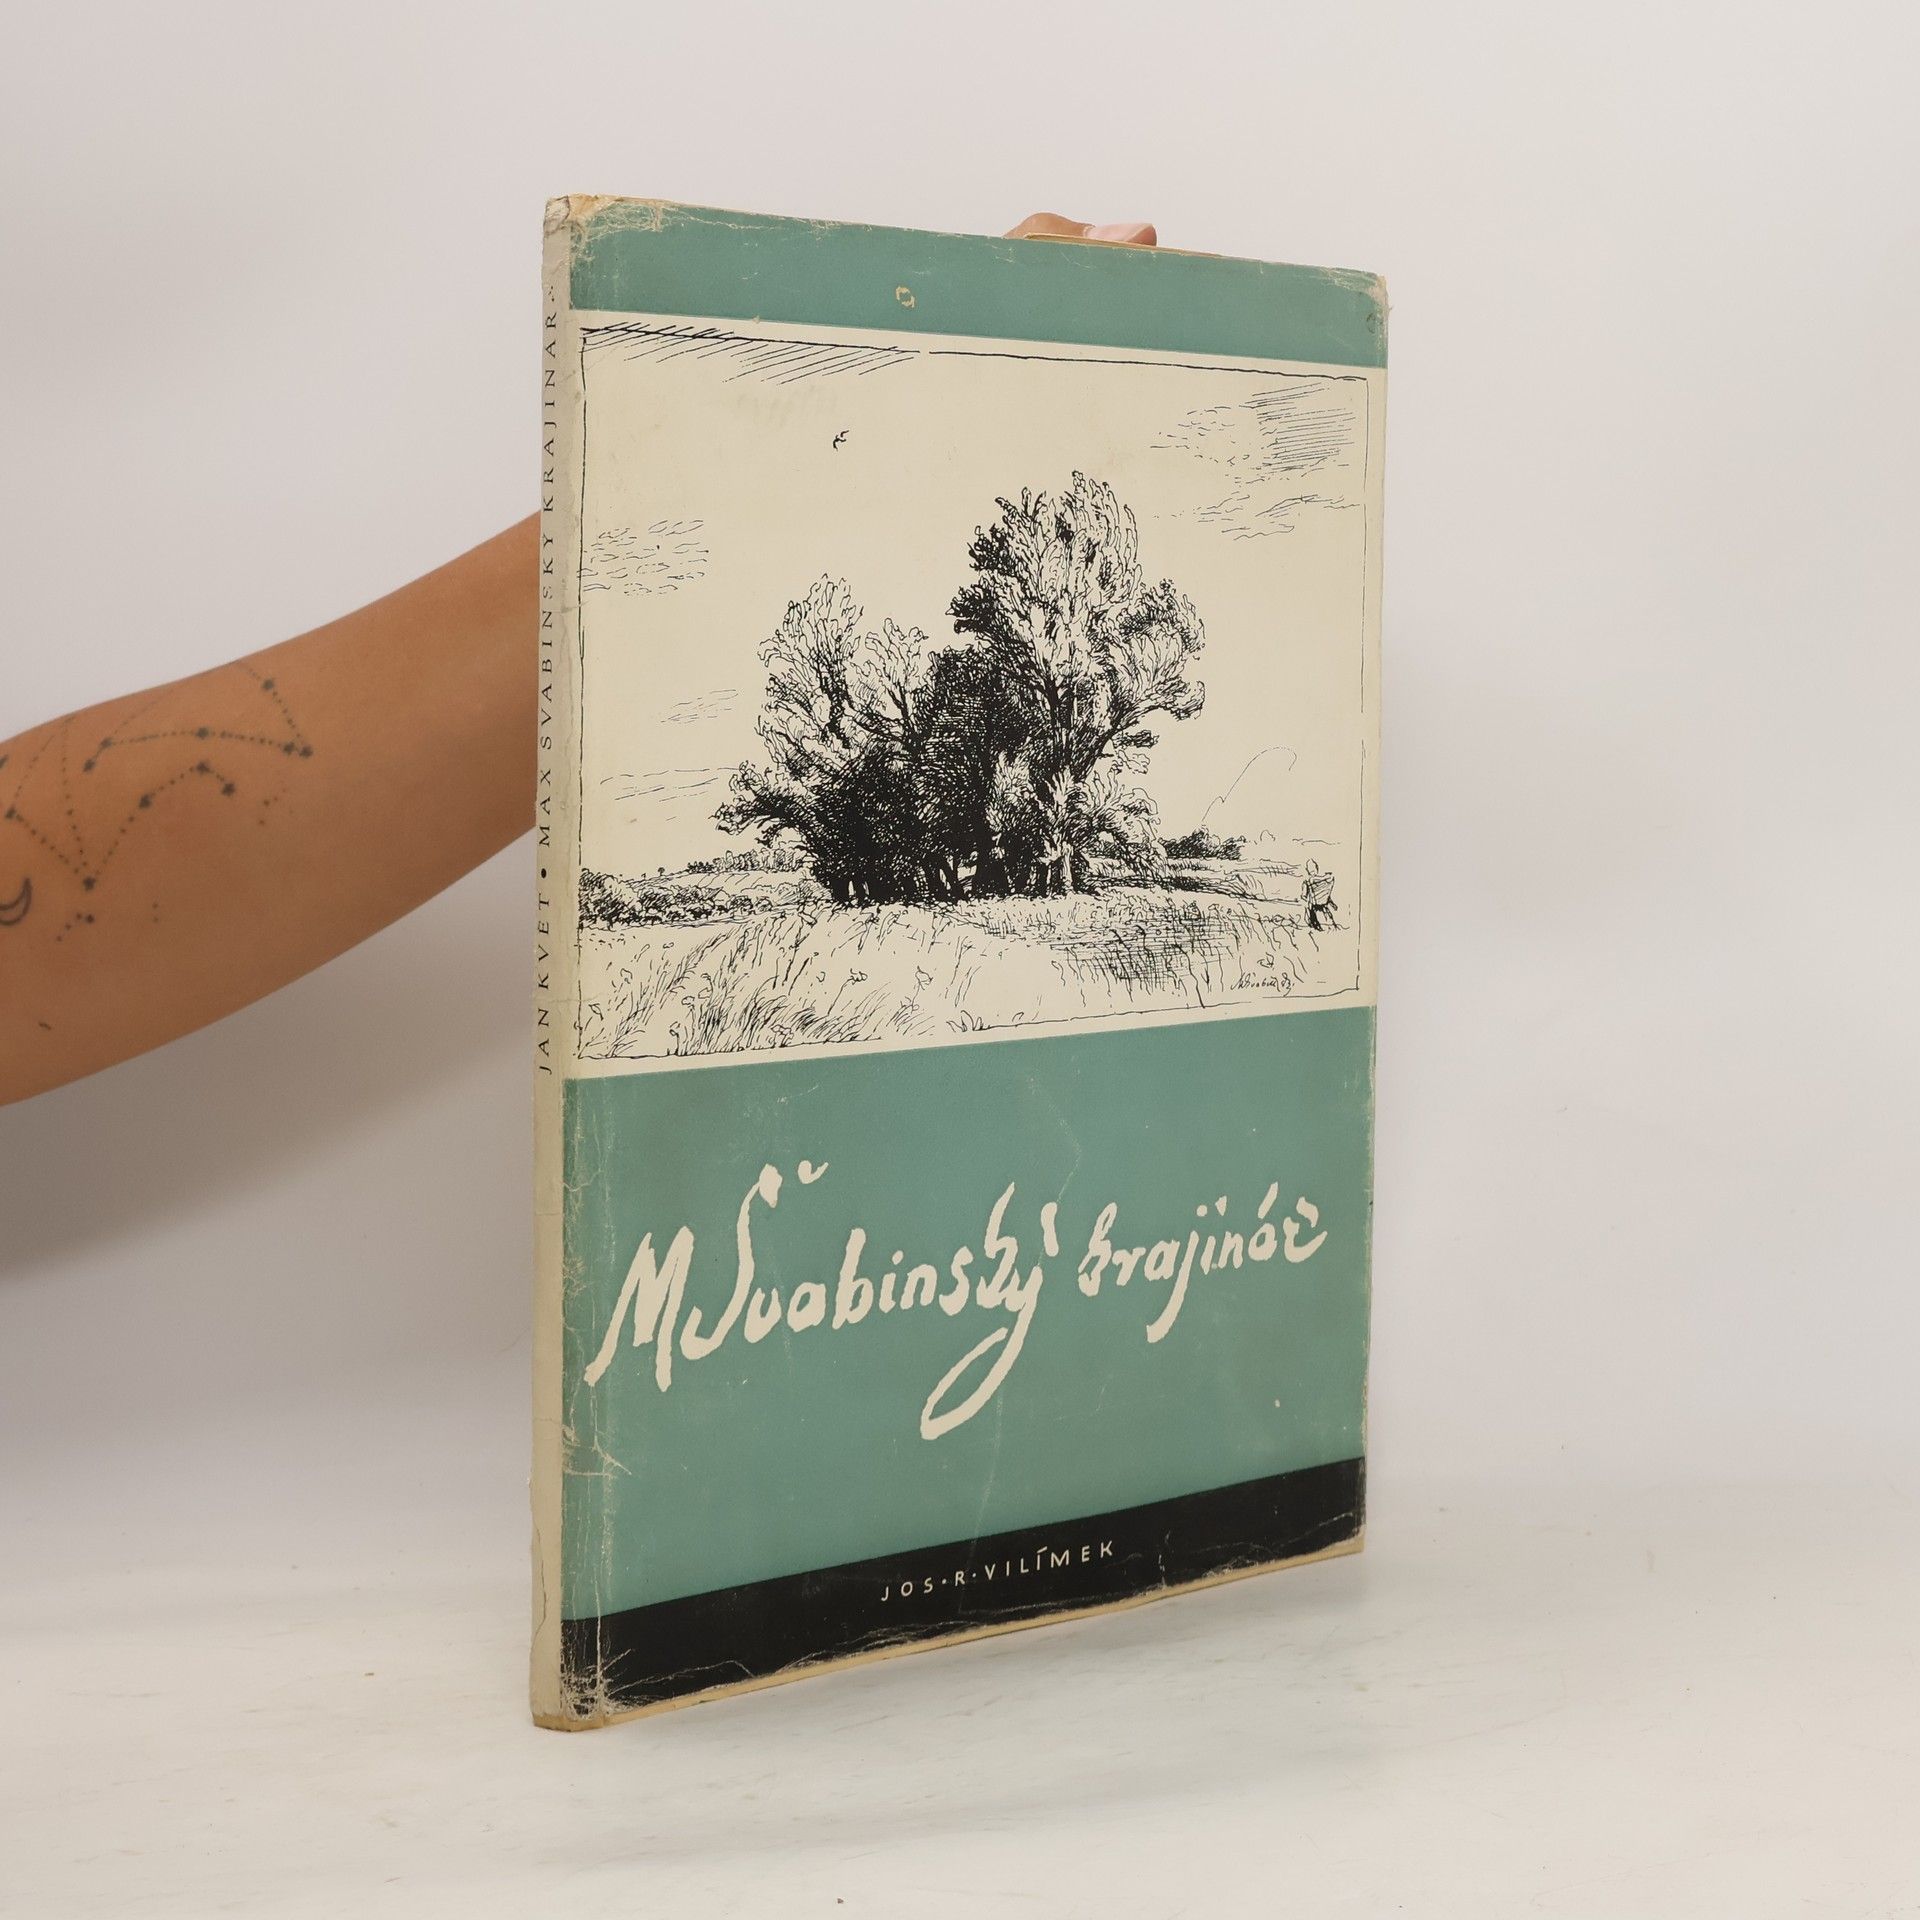 JAN KVĚT • MAX ŠVABINSKÝ KRAJINÁŘ
M Švabinský krajinář
JOS·R·VILÍMEK